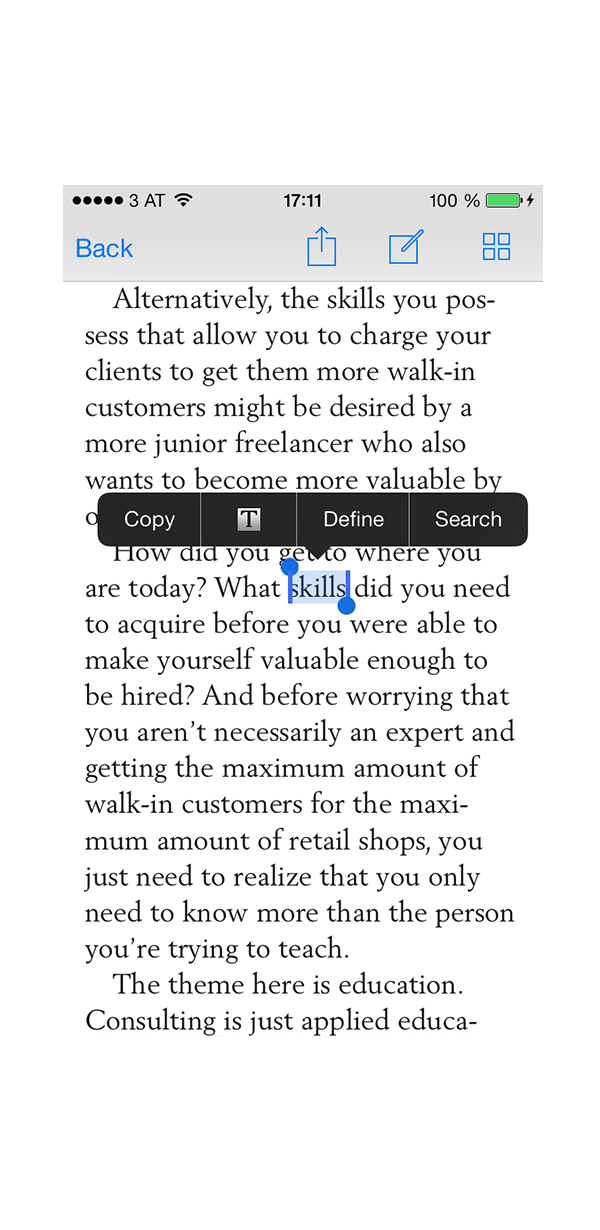 3 AT 17:11 100 %
Back
Alternatively, the skills you pos-
sess that allow you to charge your
clients to get them more walk-in
customers might be desired by a
more junior freelancer who also
wants to become more valuable by
Copy T Define Search
How did you get to where you
are today? What skills did you need
to acquire before you were able to
make yourself valuable enough to
be hired? And before worrying that
you aren’t necessarily an expert and
getting the maximum amount of
walk-in customers for the maxi-
mum amount of retail shops, you
just need to realize that you only
need to know more than the person
you’re trying to teach.
The theme here is education.
Consulting is just applied educa-